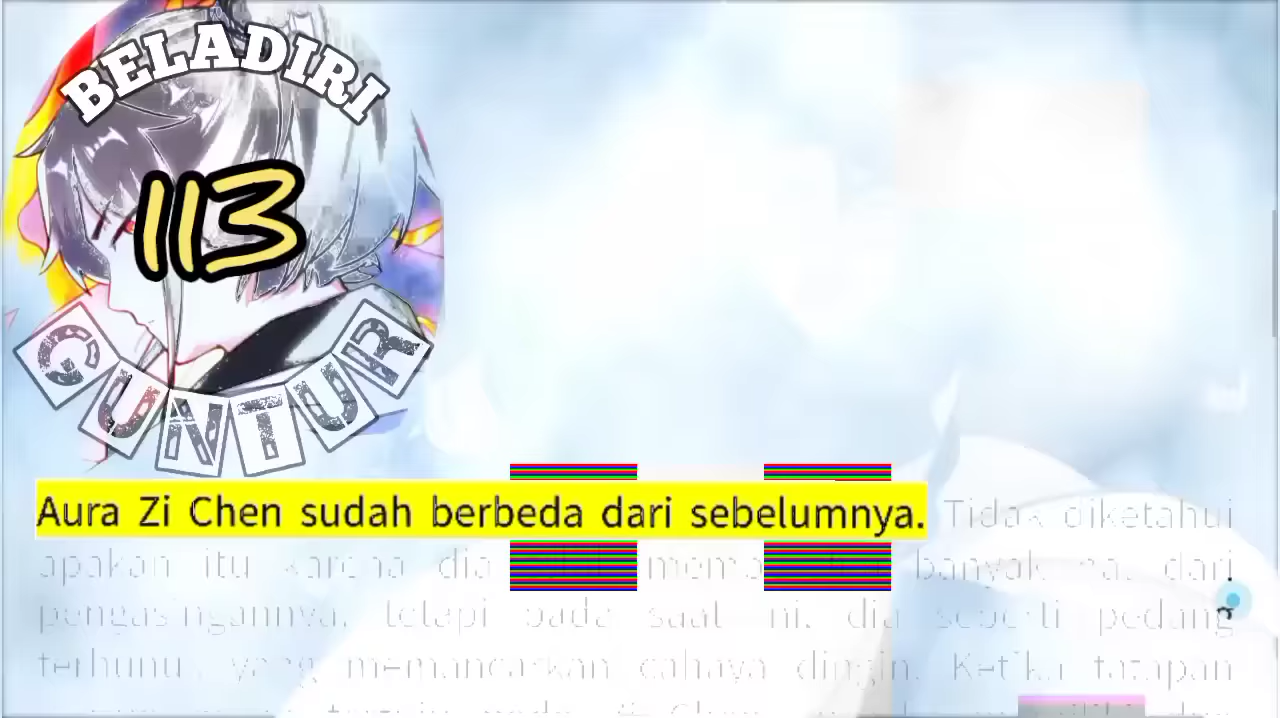 BELADIRI
113
GUNTUR
Aura Zi Chen sudah berbeda dari sebelumnya. Tidak diketahui
apakah itu karena dia banyak dari
pengasingannya, tetapi pada saat ini dia seperti pedang
terhunus yang memancarkan cahaya dingin. Ketika tatapan